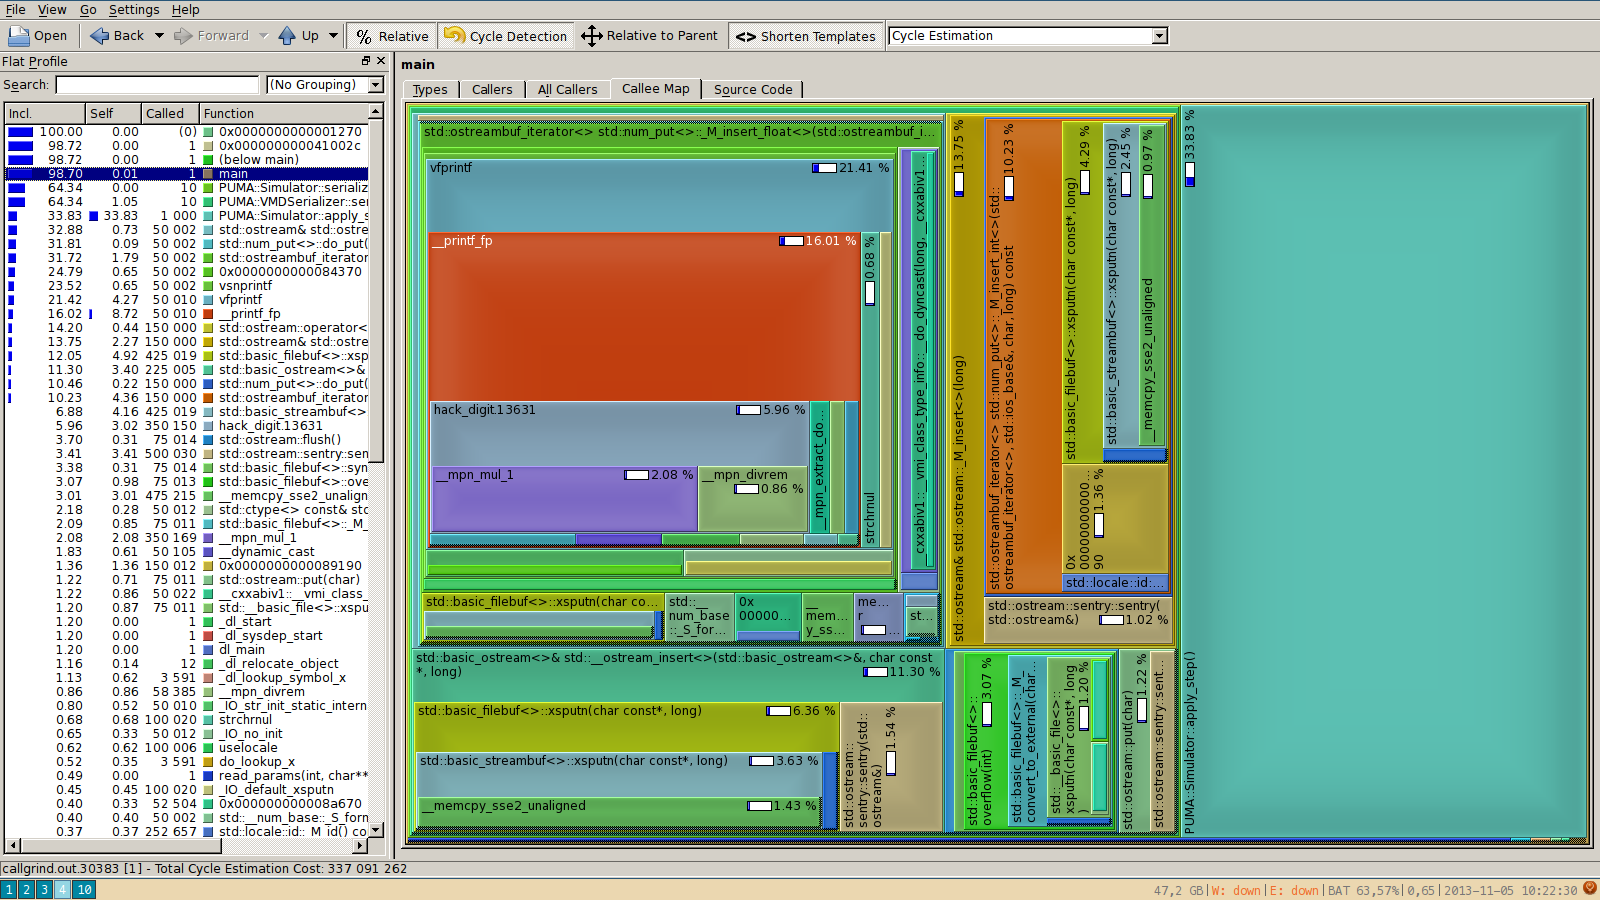 File View Go Settings Help
Open Back Forward Up % Relative Cycle Detection Relative to Parent <> Shorten Templates Cycle Estimation
Flat Profile
Search: (No Grouping)
Incl. Self Called Function
100.00 0.00 (0) 0x0000000000001270
98.72 0.00 1 0x000000000041002c
98.72 0.00 1 (below main)
98.70 0.01 1 main
64.34 0.00 10 PUMA::Simulator::serializ
64.34 1.05 10 PUMA::VMDSerializer::se
33.83 33.83 1 000 PUMA::Simulator::apply_s
32.88 0.73 50 002 std::ostream& std::ostre
31.81 0.09 50 002 std::num_put<>::do_put(
31.72 1.79 50 002 std::ostreambuf_iterator
24.79 0.65 50 002 0x0000000000084370
23.52 0.65 50 002 vsnprintf
21.42 4.27 50 010 vfprintf
16.02 8.72 50 010 __printf_fp
14.20 0.44 150 000 std::ostream::operator<
13.75 2.27 150 000 std::ostream& std::ostre
12.05 4.92 425 019 std::basic_filebuf<>::xsp
11.30 3.40 225 005 std::basic_ostream<>&
10.46 0.22 150 000 std::num_put<>::do_put(
10.23 4.36 150 000 std::ostreambuf_iterator
6.88 4.16 425 019 std::basic_streambuf<>
5.96 3.02 350 150 hack_digit.13631
3.70 0.31 75 014 std::ostream::flush()
3.41 3.41 500 030 std::ostream::sentry::sen
3.38 0.31 75 014 std::basic_filebuf<>::syn
3.07 0.98 75 013 std::basic_filebuf<>::ove
3.01 3.01 475 215 __memcpy_sse2_unalign
2.18 0.28 50 012 std::ctype<> const& std
2.09 0.85 75 011 std::basic_filebuf<>::_M_
2.08 2.08 350 169 __mpn_mul_1
1.83 0.61 50 105 __dynamic_cast
1.36 1.36 150 012 0x0000000000089190
1.22 0.71 75 011 std::ostream::put(char)
1.22 0.86 50 022 __cxxabiv1::__vmi_class_
1.20 0.87 75 011 std::__basic_file<>::xspu
1.20 0.00 1 _dl_start
1.20 0.00 1 _dl_sysdep_start
1.20 0.00 1 dl_main
1.16 0.14 12 _dl_relocate_object
1.13 0.62 3 591 _dl_lookup_symbol_x
0.86 0.86 58 385 __mpn_divrem
0.80 0.52 50 010 _IO_str_init_static_intern
0.68 0.68 100 020 strchrnul
0.65 0.33 50 012 _IO_no_init
0.62 0.62 100 006 uselocale
0.52 0.35 3 591 do_lookup_x
0.49 0.00 1 read_params(int, char**
0.45 0.45 100 020 _IO_default_xsputn
0.40 0.33 52 504 0x000000000008a670
0.40 0.40 50 002 std::__num_base::_S_form
0.37 0.37 252 657 std::locale::id::_M_id() co
main
Types Callers All Callers Callee Map Source Code
std::ostreambuf_iterator<> std::num_put<>::_M_insert_float<>(std::ostreambuf_i...
vfprintf 21.41 %
__printf_fp 16.01 %
hack_digit.13631 5.96 %
__mpn_mul_1 2.08 %
__mpn_divrem
0.86 %
mpn_extract_do...
strchrnul 0.68 %
__cxxabiv1::__vmi_class_type_info::__do_dyncast(long, __cxxabiv1...
std::basic_filebuf<>::xsputn(char co...
std::__
num_base
::_S_for...
0x
00000...
__
mem...
y_ss...
me...
r
...
st...
std::ostream& std::ostream::_M_insert<>(long) 13.75 %
std::ostreambuf_iterator<> std::num_put<>::_M_insert_int<>(std::
ostreambuf_iterator<>, std::ios_base&, char, long) const
10.23 %
std::basic_filebuf<>::xsputn(char const*, long) 4.29 %
std::basic_streambuf<>::xsputn(char const*, long) 2.45 %
__memcpy_sse2_unaligned 0.97 %
0x
00000000000...
90
1.36 %
std::locale::id:...
std::ostream::sentry::sentry(
std::ostream&) 1.02 %
std::basic_ostream<>& std::__ostream_insert<>(std::basic_ostream<>&, char const
*, long) 11.30 %
std::basic_filebuf<>::xsputn(char const*, long) 6.36 %
std::basic_streambuf<>::xsputn(char const*, long) 3.63 %
__memcpy_sse2_unaligned 1.43 %
std::ostream::
sentry::sentry(std::
ostream&)
1.54 %
std::basic_filebuf<>::
overflow(int)
3.07 %
std::basic_filebuf<>::_M_
convert_to_external(char...
std::__basic_file<>::
xsputn(char const*, long
)
1.20 %
std::ostream::put(char) 1.22 %
std::ostream::sentry::sent...
PUMA::Simulator::apply_step() 33.83 %
callgrind.out.30383 [1] - Total Cycle Estimation Cost: 337 091 262
1 2 3 4 10
47,2 GB|W: down|E: down|BAT 63,57%|0,65|2013-11-05 10:22:30